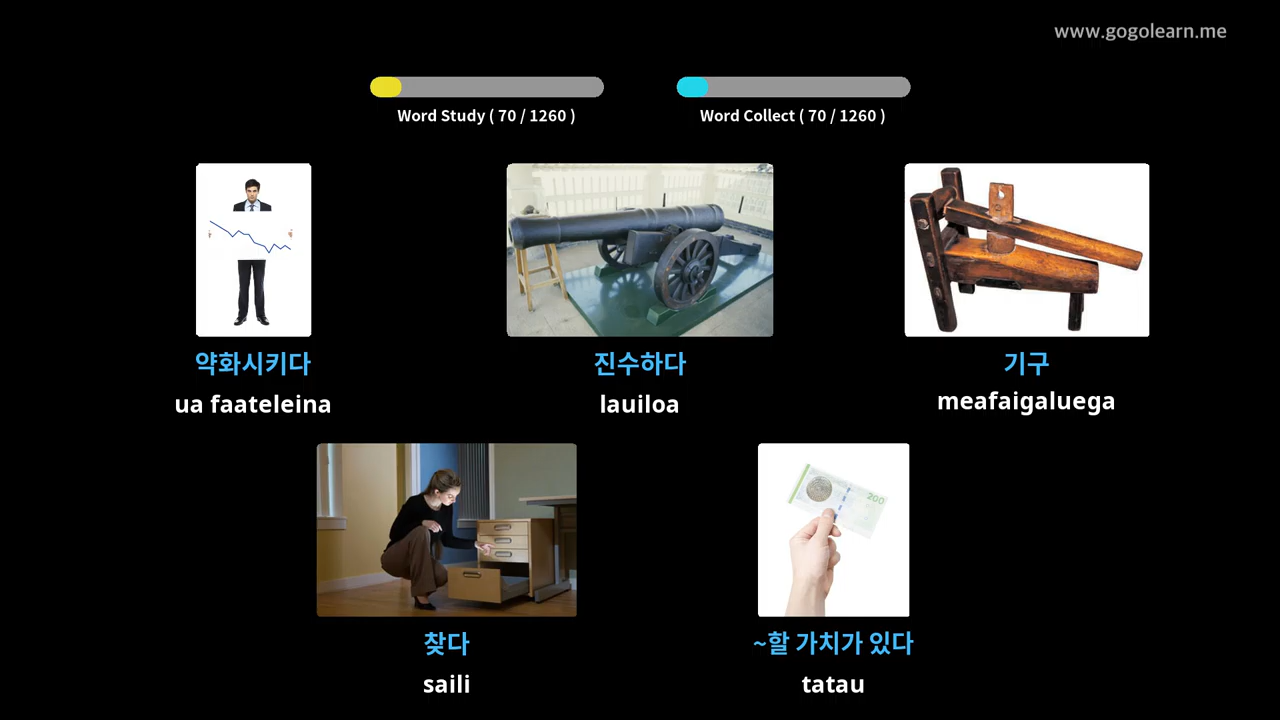 www.gogolearn.me
Word Study ( 70 / 1260 )
Word Collect ( 70 / 1260 )
약화시키다
ua faateleina
진수하다
lauiloa
기구
meafaigaluega
찾다
saili
200
~할 가치가 있다
tatau